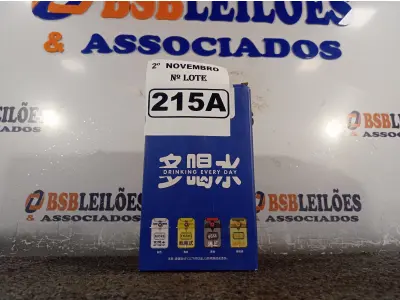 BSBLEILÕES
& ASSOCIADOS
2º NOVEMBRO
Nº LOTE
215A
BSBLEILÕES
& ASSOCIADOS
BSBLEILÕES
DRINKING EVERY DAY
多喝水
BSBLEILÕES
& ASSOCIADOS
BSBLEILÕES
& ASSOCIADOS